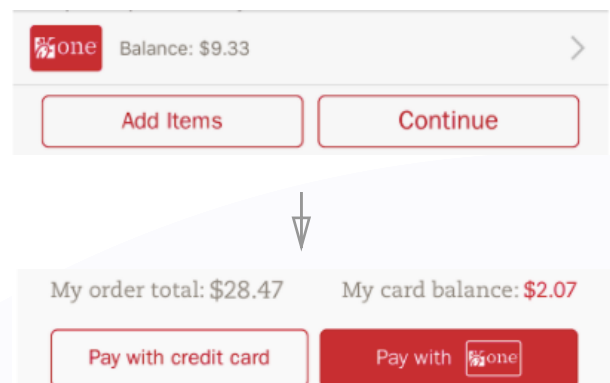 one Balance: $9.33
Add Items Continue
My order total: $28.47 My card balance: $2.07
Pay with credit card Pay with one